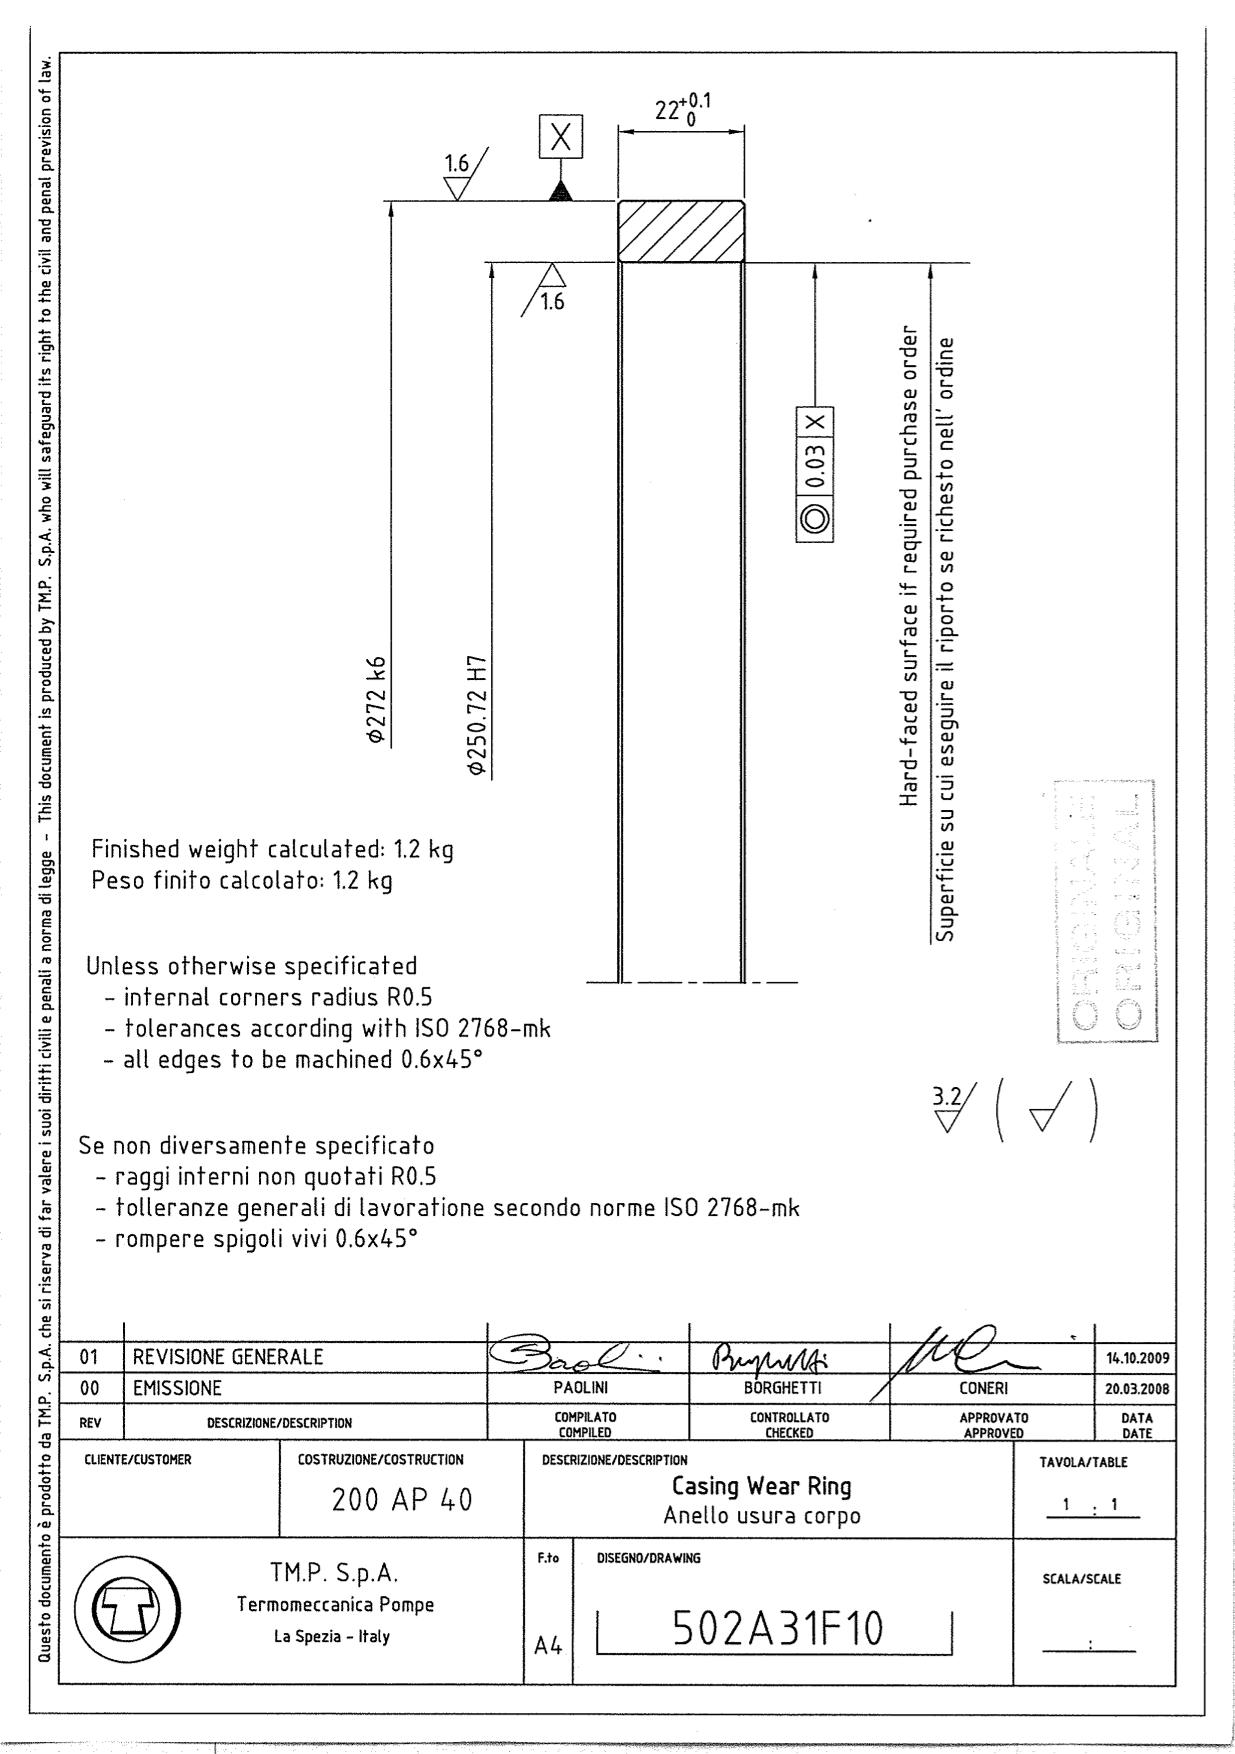 Questo documento è prodotto da T.M.P. S.p.A. che si riserva di far valere i suoi diritti civili e penali a norma di legge - This document is produced by T.M.P. S.p.A. who will safeguard its right to the civil and penal prevision of law.
22 +0.1 0
X
1.6
1.6
◎ 0.03 X
Φ272 k6
Φ250.72 H7
Hard-faced surface if required purchase order
Superficie su cui eseguire il riporto se richesto nell' ordine
ORIGINALE
ORIGINAL
Finished weight calculated: 1.2 kg
Peso finito calcolato: 1.2 kg
Unless otherwise specificated
- internal corners radius R0.5
- tolerances according with ISO 2768-mk
- all edges to be machined 0.6x45°
3.2 ( )
Se non diversamente specificato
- raggi interni non quotati R0.5
- tolleranze generali di lavoratione secondo norme ISO 2768-mk
- rompere spigoli vivi 0.6x45°
01 REVISIONE GENERALE 14.10.2009
00 EMISSIONE PAOLINI BORGHETTI CONERI 20.03.2008
REV DESCRIZIONE/DESCRIPTION COMPILATO CONTROLLATO APPROVATO DATA
COMPILED CHECKED APPROVED DATE
CLIENTE/CUSTOMER COSTRUZIONE/COSTRUCTION DESCRIZIONE/DESCRIPTION TAVOLA/TABLE
200 AP 40
Casing Wear Ring
Anello usura corpo
1 : 1
T.M.P. S.p.A.
Termomeccanica Pompe
La Spezia - Italy
F.to
A4
DISEGNO/DRAWING
502A31F10
SCALA/SCALE
: